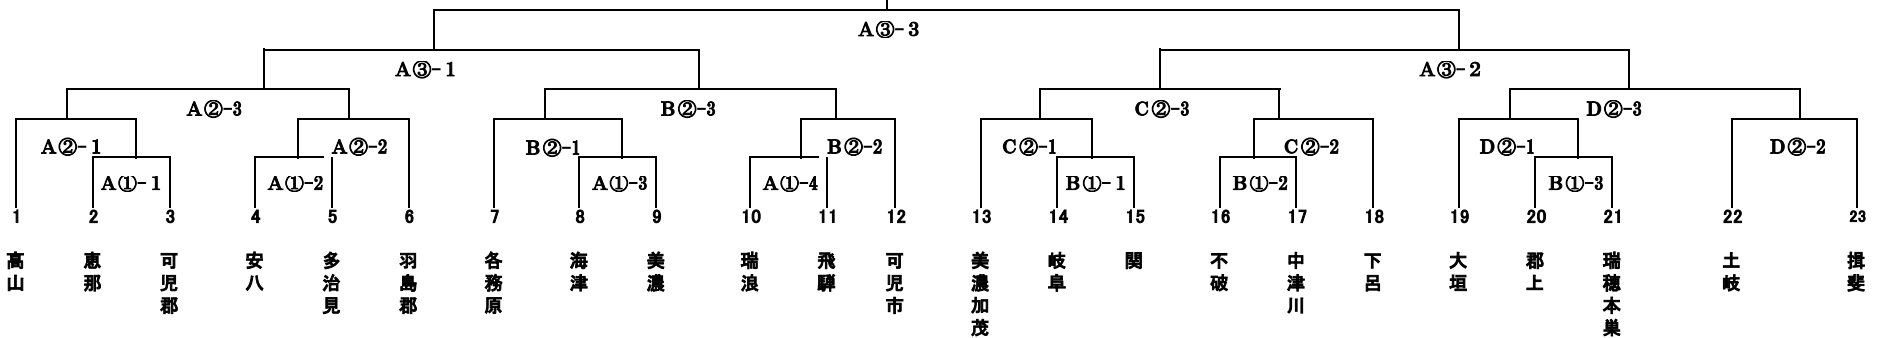 A③-3
A③-1 A③-2
A②-3 B②-3 C②-3 D②-3
A②-1 A②-2 B②-1 B②-2 C②-1 C②-2 D②-1 D②-2
A①-1 A①-2 A①-3 A①-4 B①-1 B①-2 B①-3
1 2 3 4 5 6 7 8 9 10 11 12 13 14 15 16 17 18 19 20 21 22 23
高山 恵那 可児郡 安八 多治見 羽島郡 各務原 海津 美濃 瑞浪 飛騨 可児市 美濃加茂 岐阜 関 不破 中津川 下呂 大垣 郡上 瑞穂本巣 土岐 揖斐